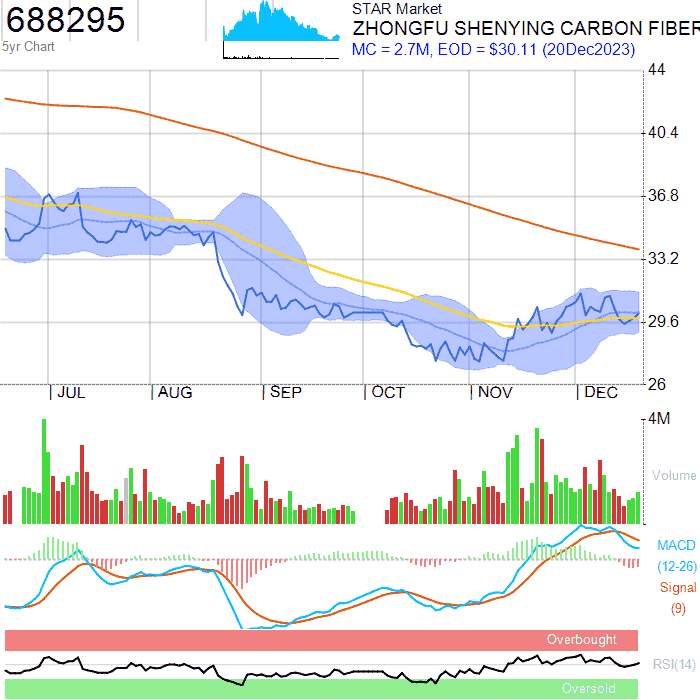 688295
5yr Chart
STAR Market
ZHONGFU SHENYING CARBON FIBER
MC = 2.7M, EOD = $30.11 (20Dec2023)
44
40.4
36.8
33.2
29.6
26
JUL AUG SEP OCT NOV DEC
4M
Volume
MACD
(12-26)
Signal
(9)
Overbought
RSI(14)
Oversold